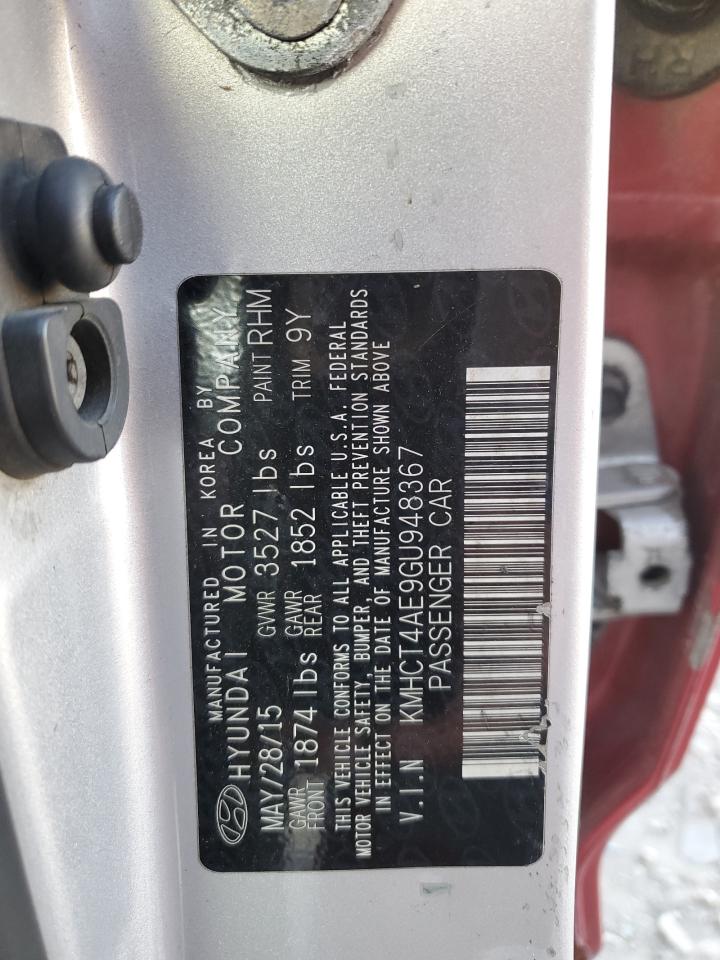 MANUFACTURED IN KOREA BY
HYUNDAI MOTOR COMPANY
MAY/28/15 GVWR 3527 lbs PAINT RHM
GAWR FRONT 1874 lbs GAWR REAR 1852 lbs TRIM 9Y
THIS VEHICLE CONFORMS TO ALL APPLICABLE U.S.A. FEDERAL
MOTOR VEHICLE SAFETY, BUMPER, AND THEFT PREVENTION STANDARDS
IN EFFECT ON THE DATE OF MANUFACTURE SHOWN ABOVE
V.I.N KMHCT4AE9GU948367
PASSENGER CAR